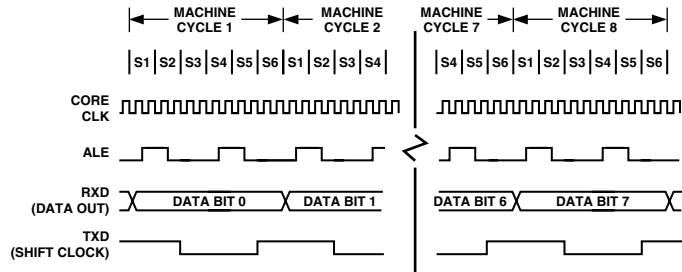 MACHINE CYCLE 1 MACHINE CYCLE 2 MACHINE CYCLE 7 MACHINE CYCLE 8
S1 S2 S3 S4 S5 S6 S1 S2 S3 S4 S4 S5 S6 S1 S2 S3 S4 S5 S6
CORE
CLK
ALE
RXD
(DATA OUT)
DATA BIT 0 DATA BIT 1 DATA BIT 6 DATA BIT 7
TXD
(SHIFT CLOCK)